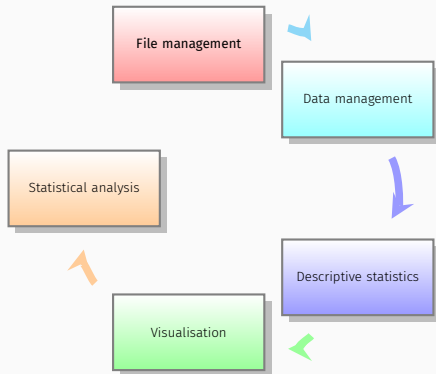 File management
Data management
Descriptive statistics
Visualisation
Statistical analysis